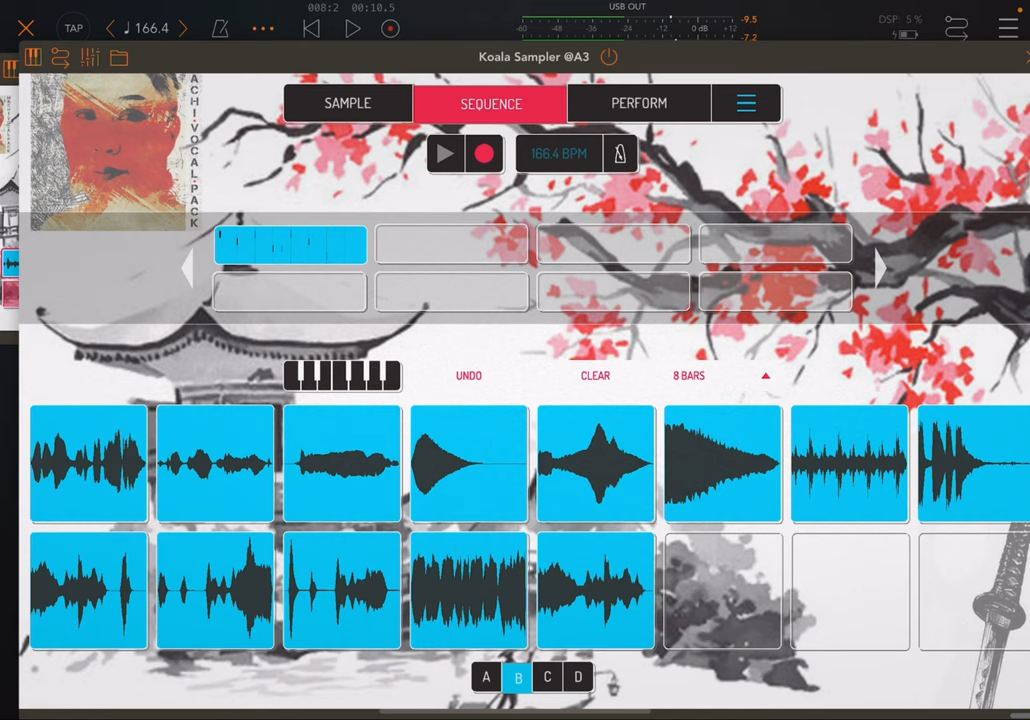 008:2 00:10.5
USB OUT
TAP
♩166.4
-60 -48 -36 -24 -12 0 dB +12
-9.5
-7.2
DSP: 5 %
Koala Sampler @A3
ACHI·VOCAL·PACK
SAMPLE
SEQUENCE
PERFORM
166.4 BPM
UNDO
CLEAR
8 BARS
A
B
C
D